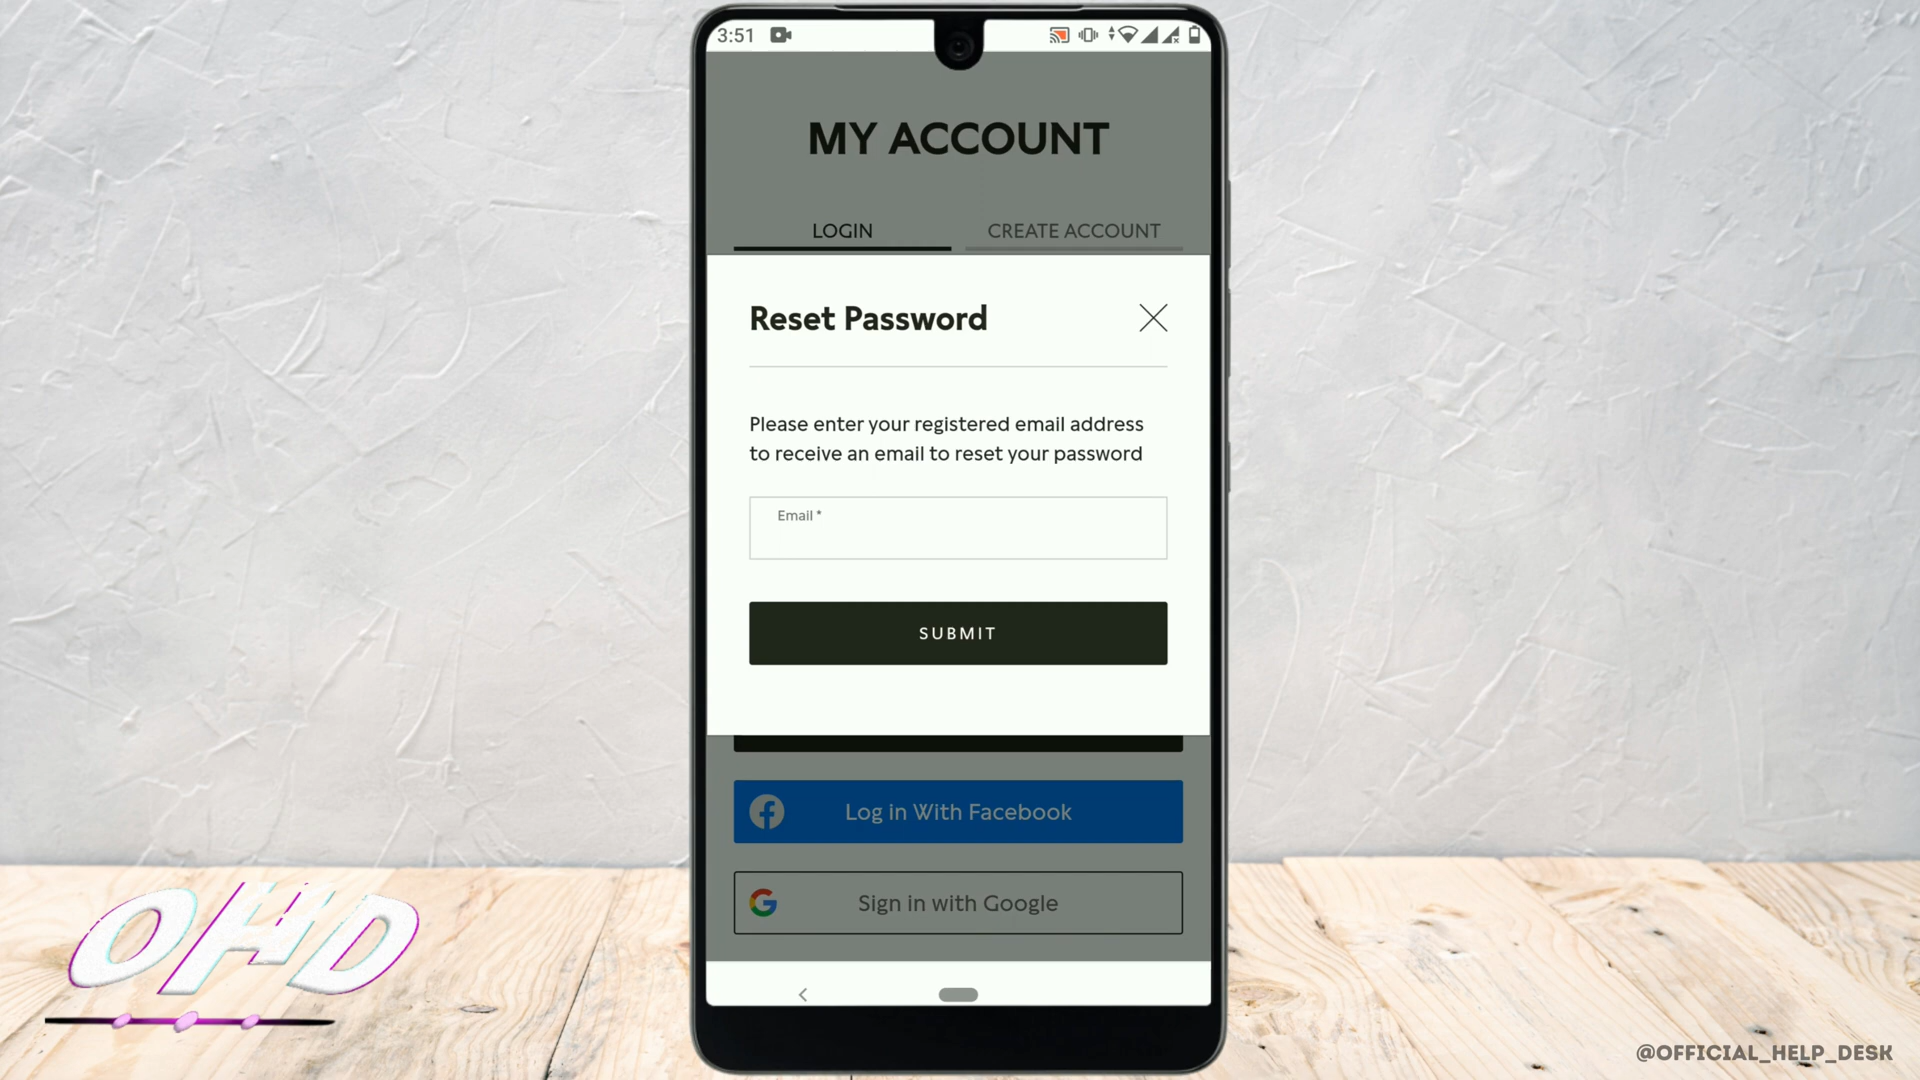 3:51
MY ACCOUNT
LOGIN
CREATE ACCOUNT
Reset Password
Please enter your registered email address
to receive an email to reset your password
Email *
SUBMIT
Log in With Facebook
Sign in with Google
OHD
@OFFICIAL_HELP_DESK